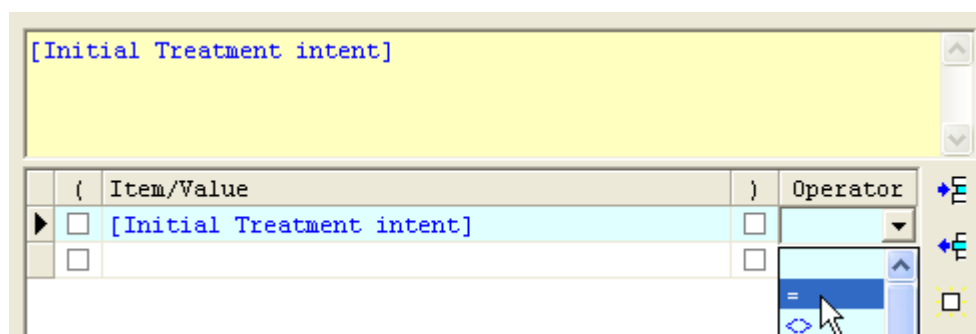 [Initial Treatment intent]
( Item/Value ) Operator
[Initial Treatment intent]
=
<>